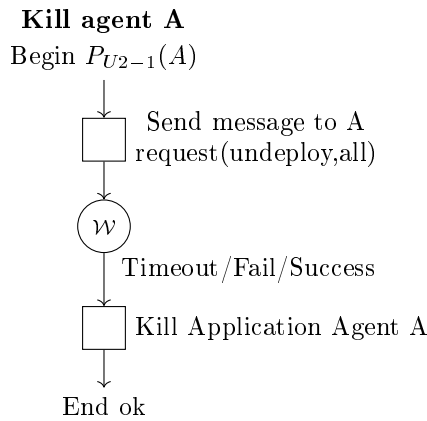 Kill agent A
Begin $P_{U2-1}(A)$
Send message to A
request(undeploy,all)
$\mathcal{W}$
Timeout/Fail/Success
Kill Application Agent A
End ok